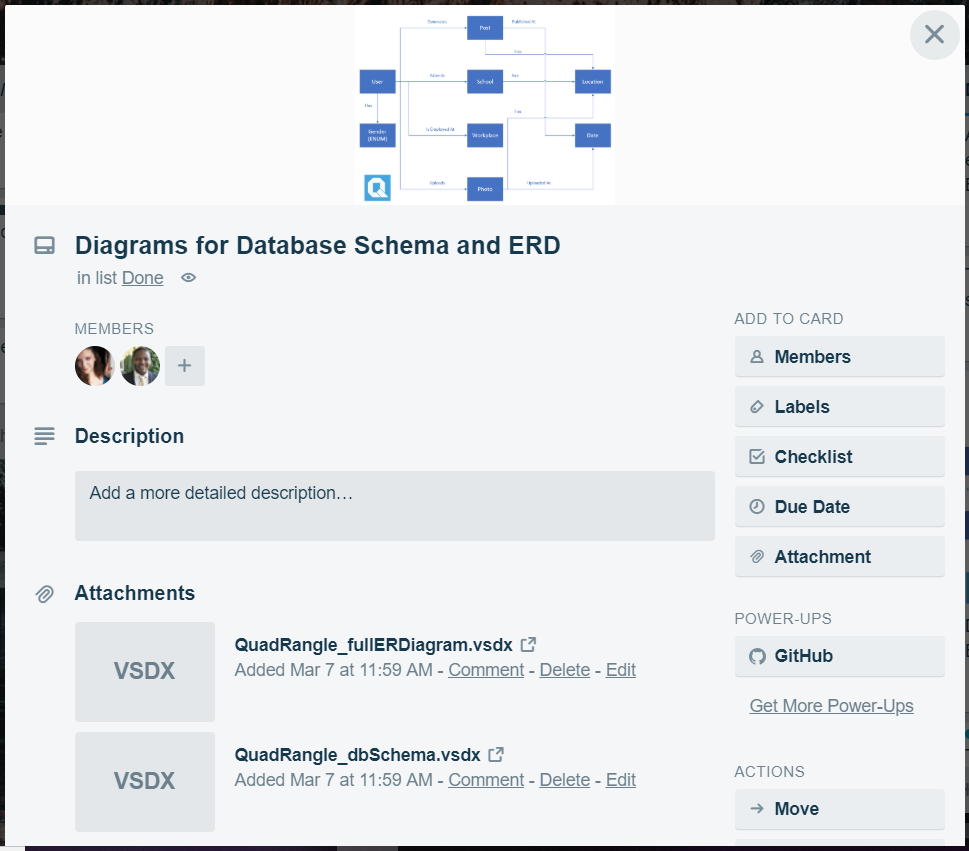 Post
Published At
Has
User
Attends
School
Has
Location
Has
Has
Gender
(ENUM)
Is Employed At
Workplace
Date
Uploads
Photo
Uploaded At
Q
Diagrams for Database Schema and ERD
in list Done
MEMBERS
+
Description
Add a more detailed description…
Attachments
VSDX
QuadRangle_fullERDiagram.vsdx
Added Mar 7 at 11:59 AM - Comment - Delete - Edit
VSDX
QuadRangle_dbSchema.vsdx
Added Mar 7 at 11:59 AM - Comment - Delete - Edit
ADD TO CARD
Members
Labels
Checklist
Due Date
Attachment
POWER-UPS
GitHub
Get More Power-Ups
ACTIONS
Move